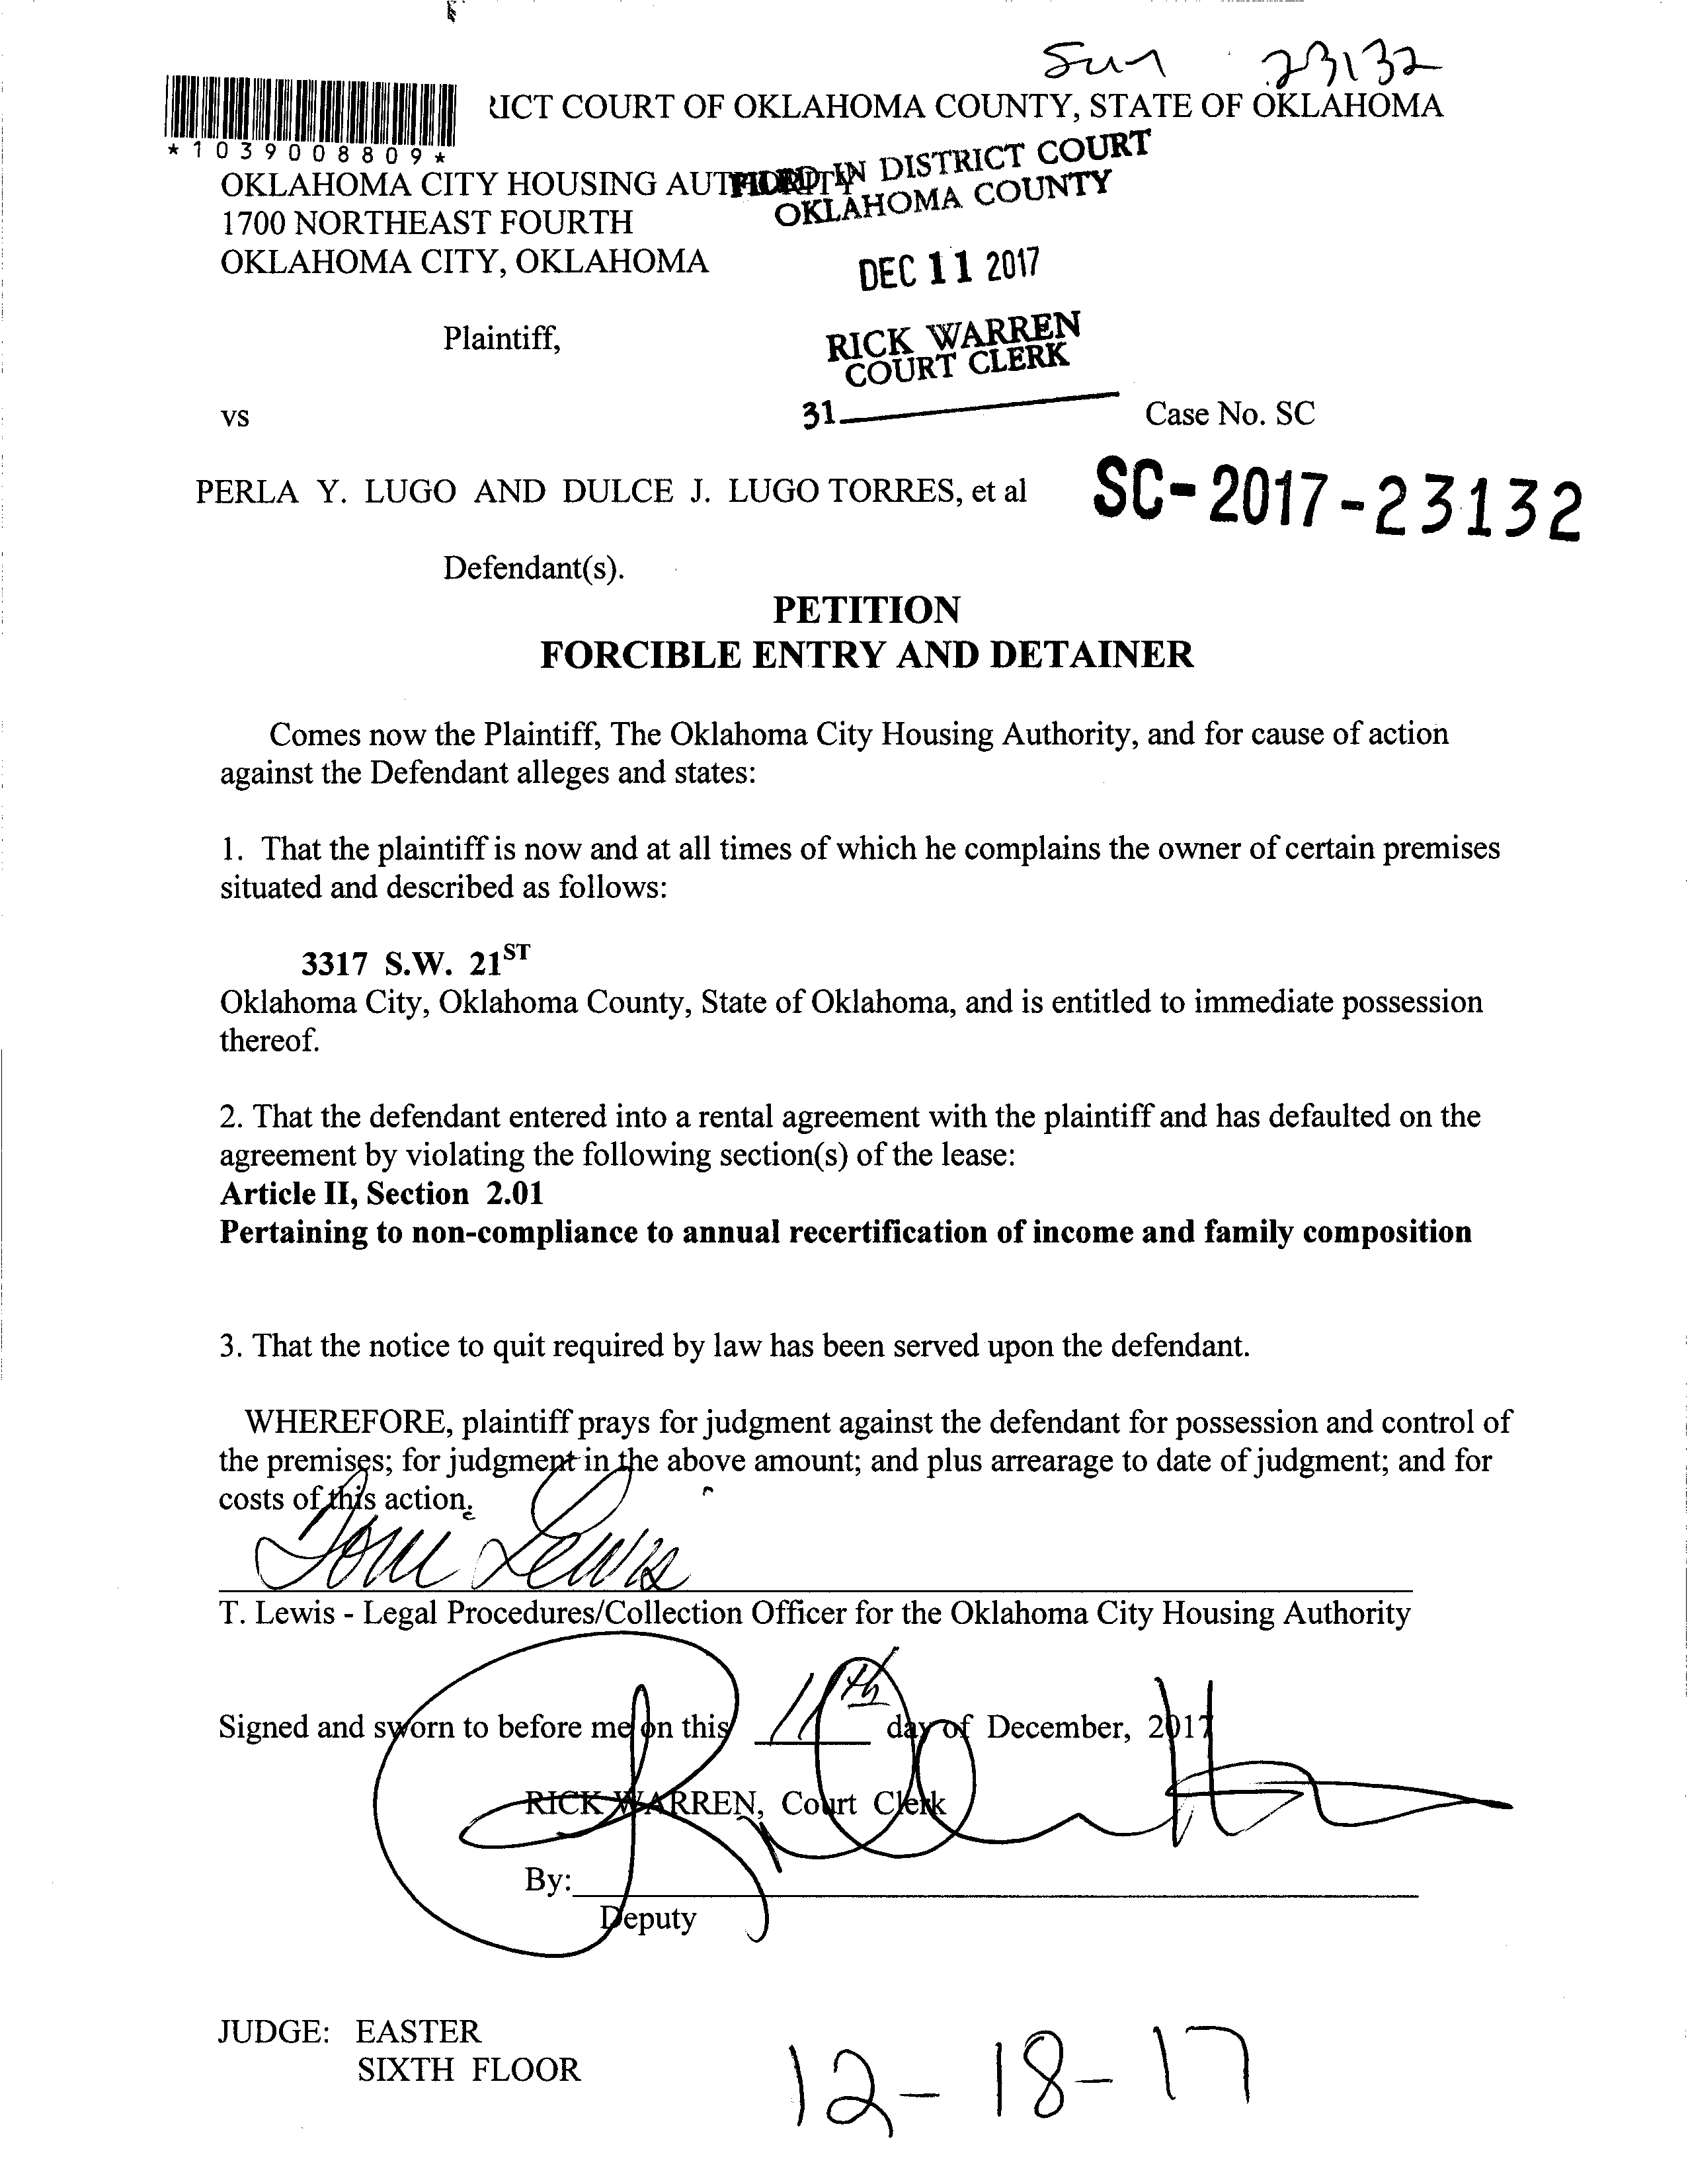 Sun 23132
ICT COURT OF OKLAHOMA COUNTY, STATE OF OKLAHOMA
*1039008809*
FILED IN DISTRICT COURT
OKLAHOMA COUNTY
OKLAHOMA CITY HOUSING AUTHORITY
1700 NORTHEAST FOURTH
OKLAHOMA CITY, OKLAHOMA
DEC 11 2017
Plaintiff,
RICK WARREN
COURT CLERK
31
vs
Case No. SC
PERLA Y. LUGO AND DULCE J. LUGO TORRES, et al
SC-2017-23132
Defendant(s).
PETITION
FORCIBLE ENTRY AND DETAINER
Comes now the Plaintiff, The Oklahoma City Housing Authority, and for cause of action
against the Defendant alleges and states:
1. That the plaintiff is now and at all times of which he complains the owner of certain premises
situated and described as follows:
3317 S.W. 21ST
Oklahoma City, Oklahoma County, State of Oklahoma, and is entitled to immediate possession
thereof.
2. That the defendant entered into a rental agreement with the plaintiff and has defaulted on the
agreement by violating the following section(s) of the lease:
Article II, Section 2.01
Pertaining to non-compliance to annual recertification of income and family composition
3. That the notice to quit required by law has been served upon the defendant.
WHEREFORE, plaintiff prays for judgment against the defendant for possession and control of
the premises; for judgment in the above amount; and plus arrearage to date of judgment; and for
costs of this action.
Toni Lewis
T. Lewis - Legal Procedures/Collection Officer for the Oklahoma City Housing Authority
Signed and sworn to before me on this 11th day of December, 2017
RICK WARREN, Court Clerk
By:
Deputy
JUDGE: EASTER
SIXTH FLOOR
12-18-17